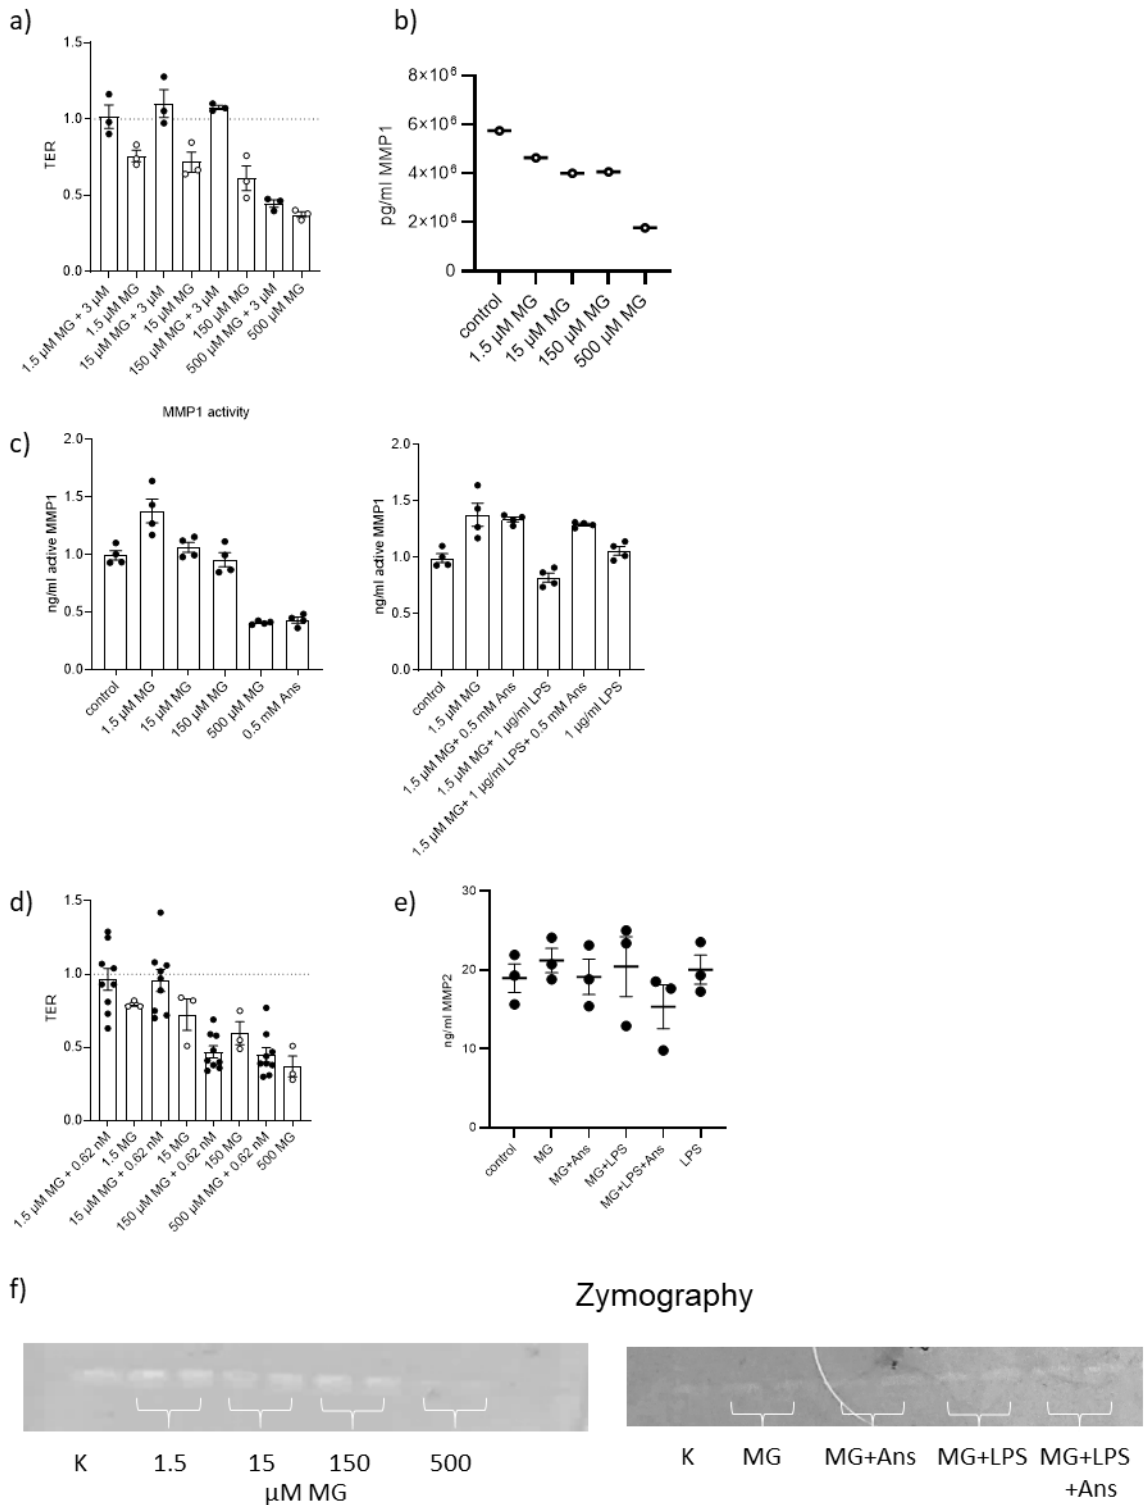 a)
1.5
1.0
0.5
0.0
TER
1.5 µM MG + 3 µM
1.5 µM MG
15 µM MG + 3 µM
15 µM MG
150 µM MG + 3 µM
150 µM MG
500 µM MG + 3 µM
500 µM MG
b)
8×10⁶
6×10⁶
4×10⁶
2×10⁶
0
pg/ml MMP1
control
1.5 µM MG
15 µM MG
150 µM MG
500 µM MG
c)
MMP1 activity
2.0
1.5
1.0
0.5
0.0
ng/ml active MMP1
control
1.5 µM MG
15 µM MG
150 µM MG
500 µM MG
0.5 mM Ans
2.0
1.5
1.0
0.5
0.0
ng/ml active MMP1
control
1.5 µM MG
1.5 µM MG+ 0.5 mM Ans
1.5 µM MG+ 1 µg/ml LPS
1.5 µM MG+ 1 µg/ml LPS+ 0.5 mM Ans
1 µg/ml LPS
d)
1.5
1.0
0.5
0.0
TER
1.5 µM MG + 0.62 nM
1.5 MG
15 µM MG + 0.62 nM
15 MG
150 µM MG + 0.62 nM
150 MG
500 µM MG + 0.62 nM
500 MG
e)
30
20
10
0
ng/ml MMP2
control
MG
MG+Ans
MG+LPS
MG+LPS+Ans
LPS
f)
Zymography
K 1.5 15 150 500
µM MG
K MG MG+Ans MG+LPS MG+LPS
+Ans